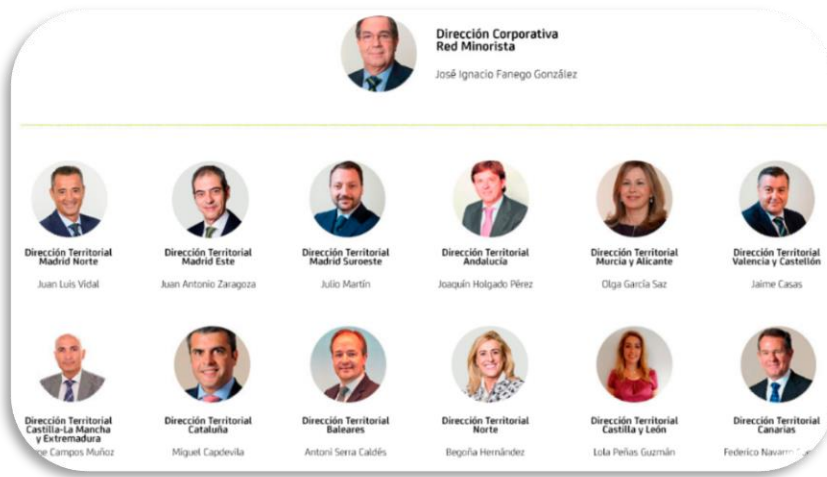 Dirección Corporativa
Red Minorista
José Ignacio Fanego González
Dirección Territorial
Madrid Norte
Juan Luis Vidal
Dirección Territorial
Madrid Este
Juan Antonio Zaragoza
Dirección Territorial
Madrid Suroeste
Julio Martín
Dirección Territorial
Andalucía
Joaquín Holgado Pérez
Dirección Territorial
Murcia y Alicante
Olga García Saz
Dirección Territorial
Valencia y Castellón
Jaime Casas
Dirección Territorial
Castilla-La Mancha
y Extremadura
Campos Muñoz
Dirección Territorial
Cataluña
Miguel Capdevila
Dirección Territorial
Baleares
Antoni Serra Caldés
Dirección Territorial
Norte
Begoña Hernández
Dirección Territorial
Castilla y León
Lola Peñas Guzmán
Dirección Territorial
Canarias
Federico Navarro